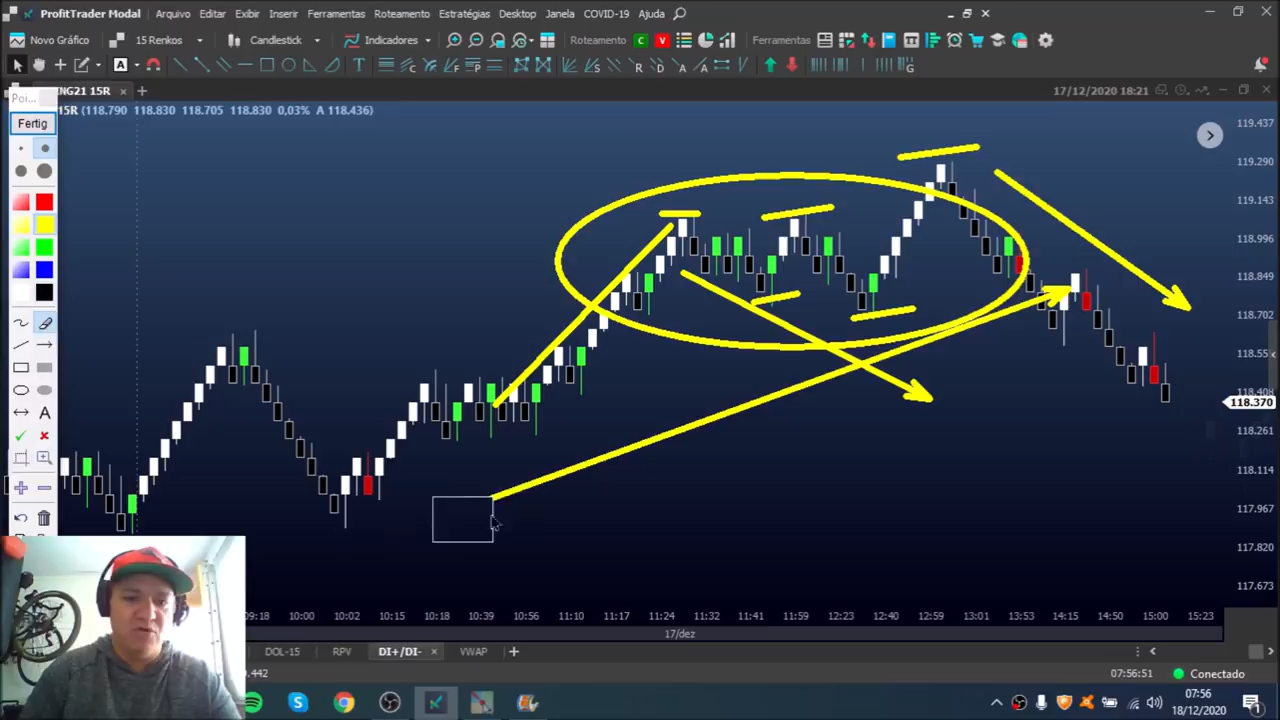 ProfitTrader Modal Arquivo Editar Exibir Inserir Ferramentas Roteamento Estratégias Desktop Janela COVID-19 Ajuda
Novo Gráfico 15 Renkos Candlestick Indicadores Roteamento C V Ferramentas
NG21 15R 17/12/2020 18:21
Poi...
15R (118.790 118.830 118.705 118.830 0,03% A 118.436)
Fertig
119.437
119.290
119.143
118.996
118.849
118.702
118.55
118.408
118.370
118.261
118.114
117.967
117.820
117.673
09:18 10:00 10:02 10:15 10:18 10:39 10:56 11:10 11:24 11:32 11:41 11:59 12:23 12:40 12:59 13:01 13:53 14:15 14:50 15:00 15:23
17/dez
DOL-15 RPV DI+/DI- VWAP
.442 07:56:51 Conectado
07:56
18/12/2020